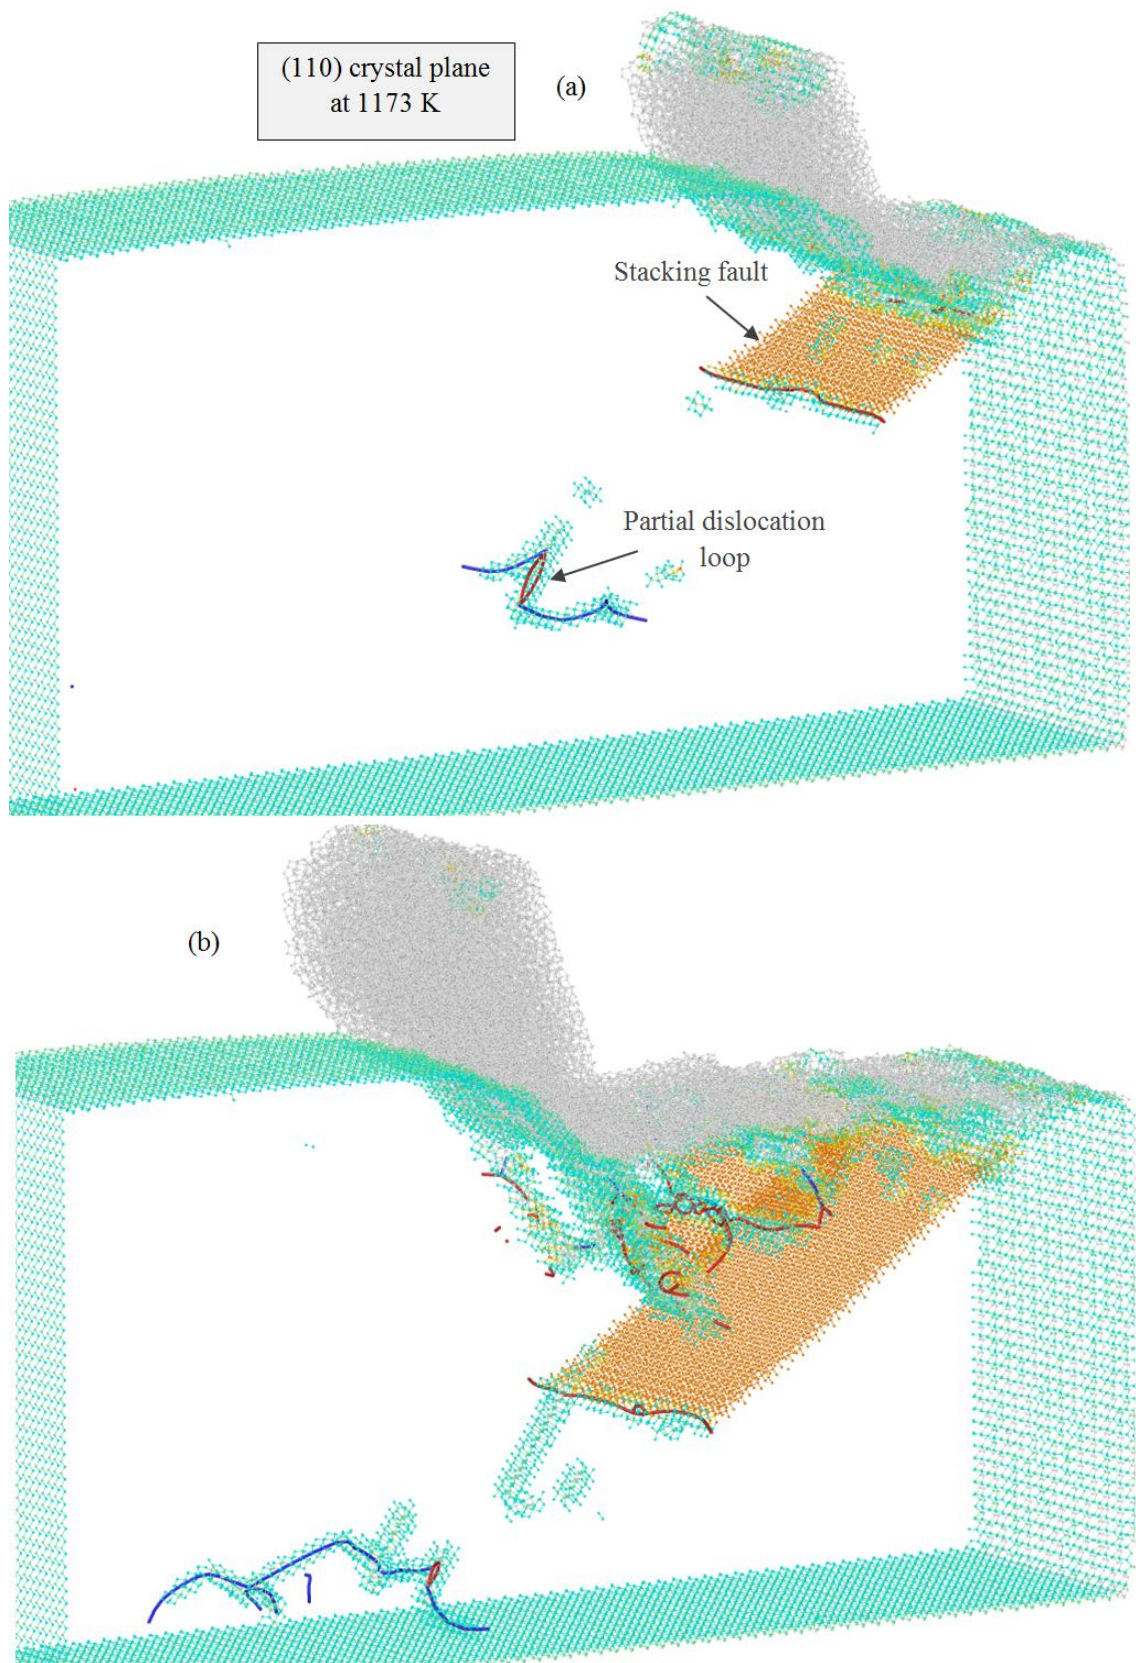 (110) crystal plane
at 1173 K
(a)
Stacking fault
Partial dislocation
loop
(b)